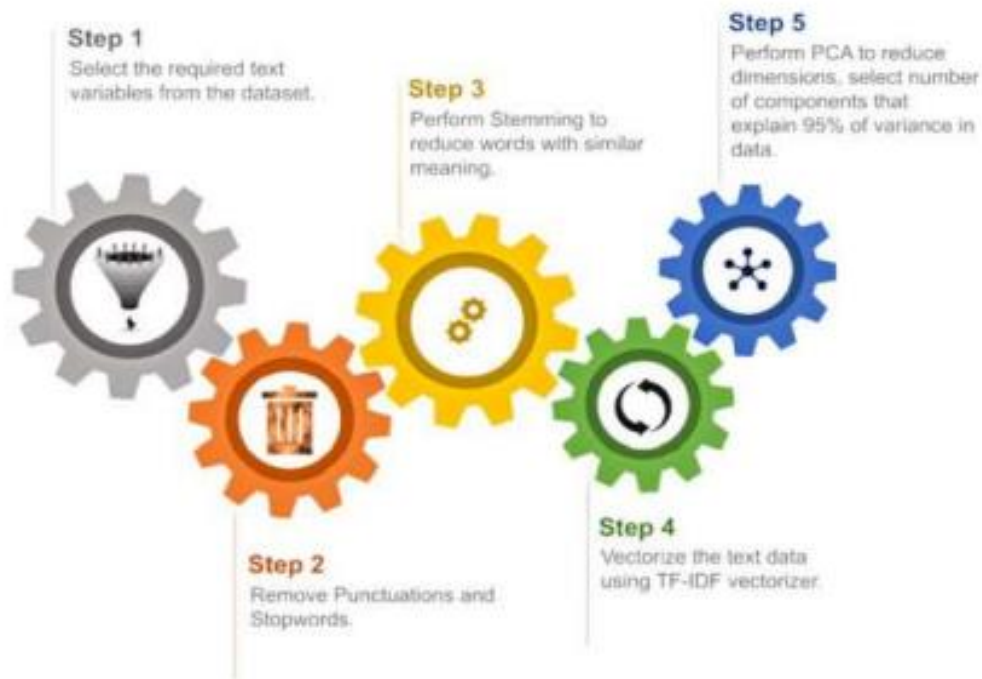 Step 1
Select the required text
variables from the dataset.
Step 2
Remove Punctuations and
Stopwords.
Step 3
Perform Stemming to
reduce words with similar
meaning.
Step 4
Vectorize the text data
using TF-IDF vectorizer
Step 5
Perform PCA to reduce
dimensions, select number
of components that
explain 95% of variance in
data.